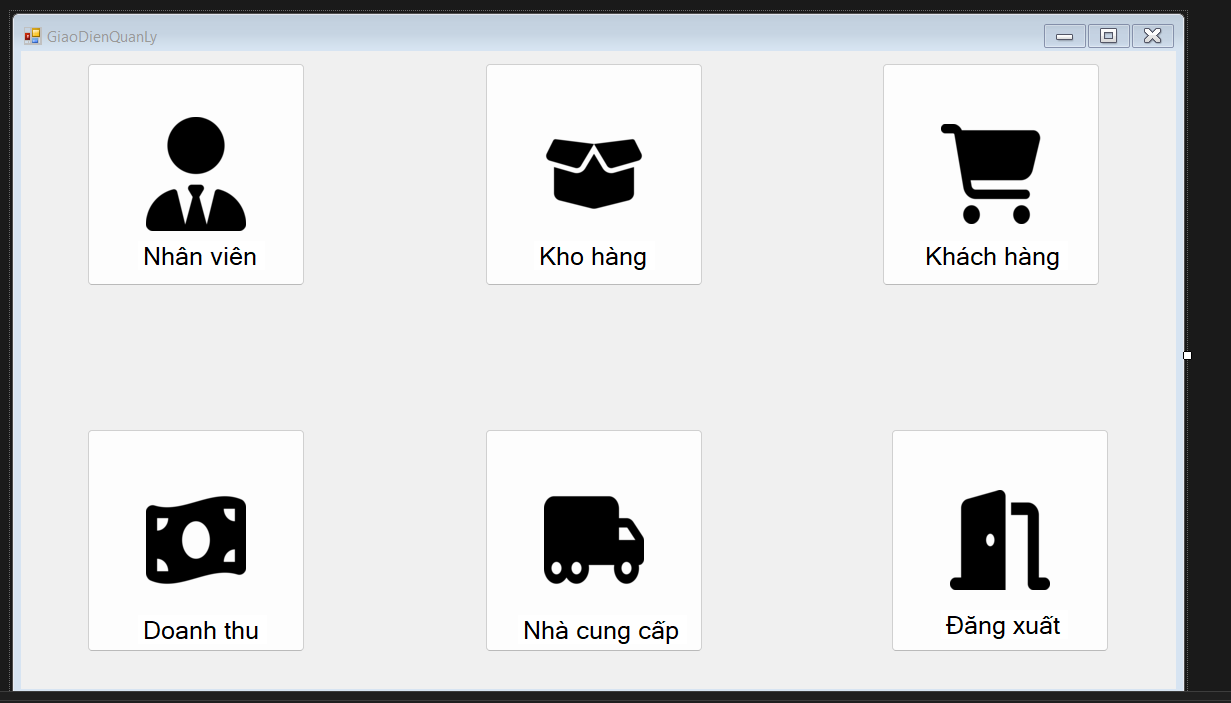 GiaoDienQuanLy
Nhân viên
Kho hàng
Khách hàng
Doanh thu
Nhà cung cấp
Đăng xuất